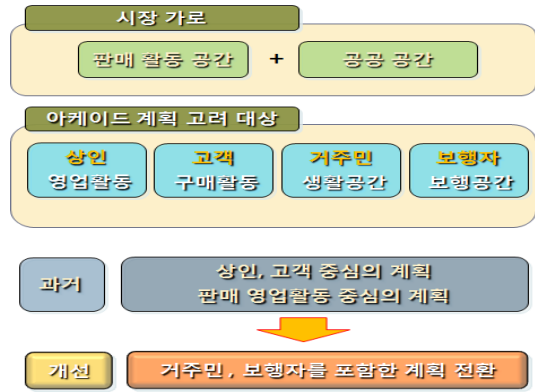 시장 가로
판매 활동 공간 + 공공 공간
아케이드 계획 고려 대상
상인 고객 거주민 보행자
영업활동 구매활동 생활공간 보행공간
과거
상인, 고객 중심의 계획
판매 영업활동 중심의 계획
개선 거주민, 보행자를 포함한 계획 전환